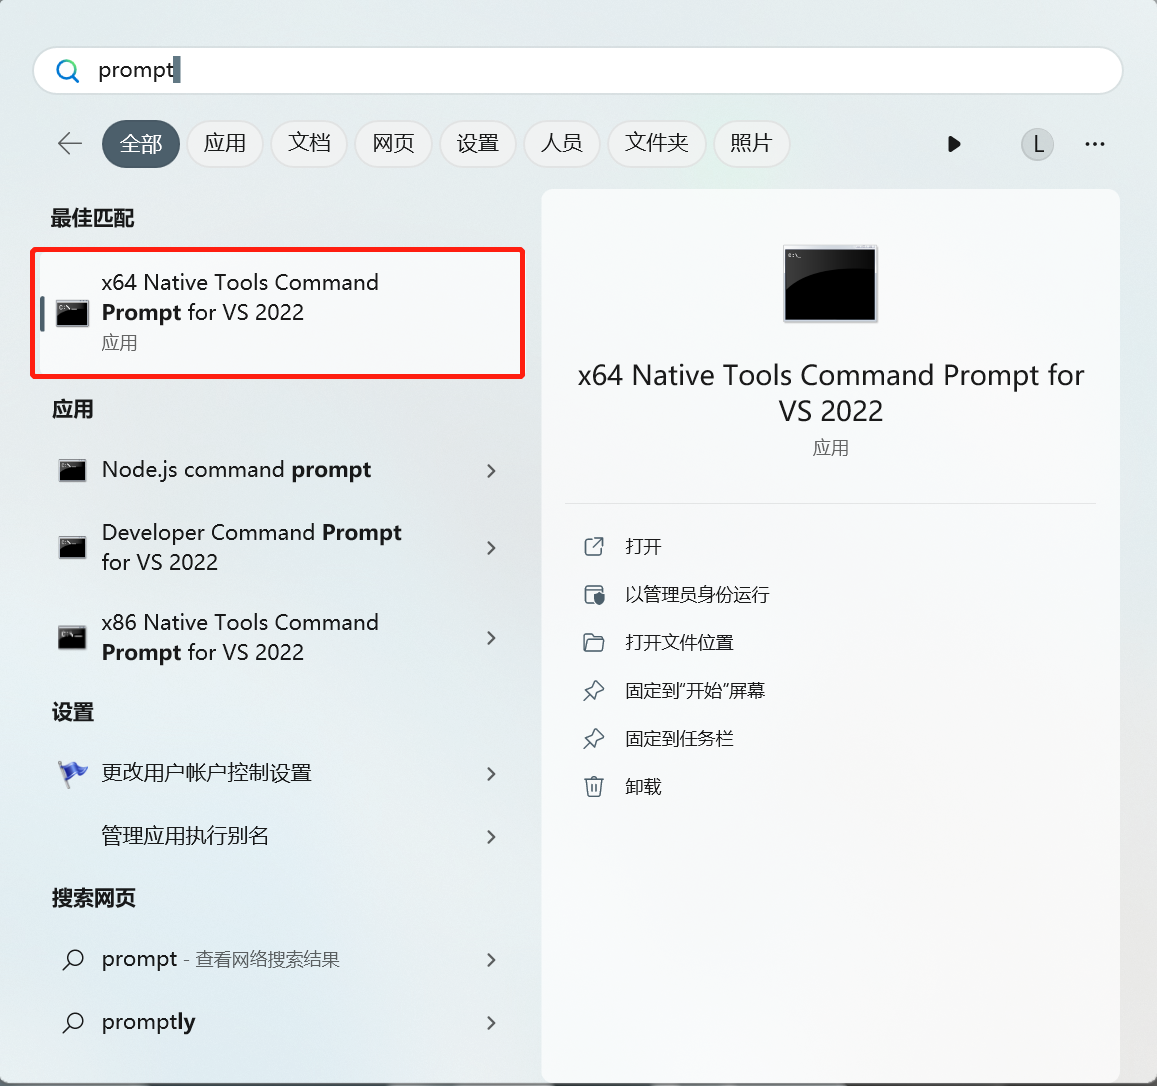 prompt
全部
应用
文档
网页
设置
人员
文件夹
照片
L
最佳匹配
x64 Native Tools Command
Prompt for VS 2022
应用
应用
Node.js command prompt
Developer Command Prompt
for VS 2022
x86 Native Tools Command
Prompt for VS 2022
设置
更改用户帐户控制设置
管理应用执行别名
搜索网页
prompt - 查看网络搜索结果
promptly
x64 Native Tools Command Prompt for
VS 2022
应用
打开
以管理员身份运行
打开文件位置
固定到“开始”屏幕
固定到任务栏
卸载